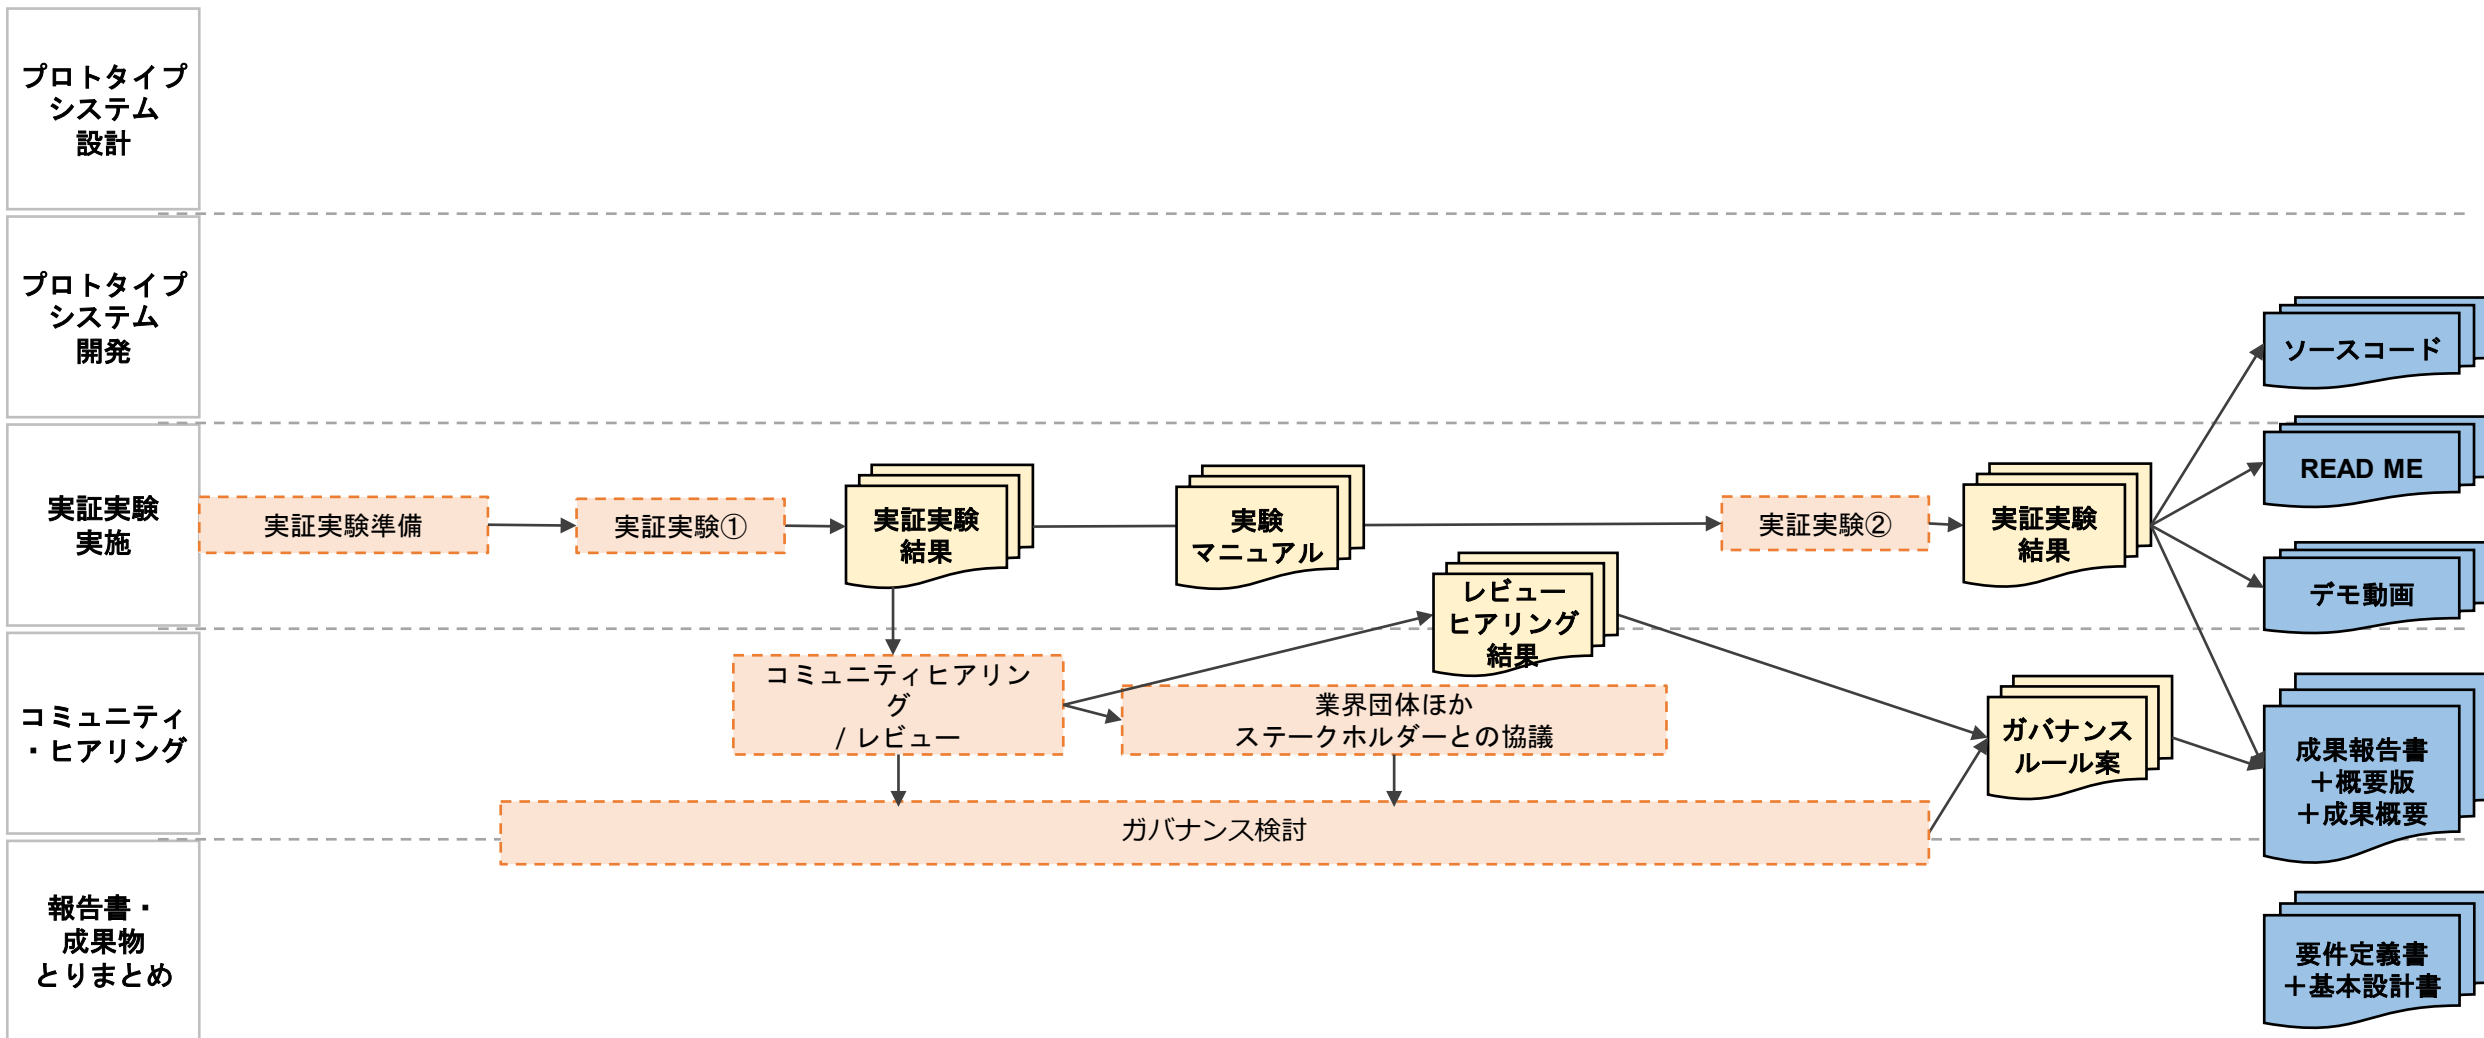 プロトタイプ
システム
設計
プロトタイプ
システム
開発
ソースコード
READ ME
実証実験
実施
実証実験準備
実証実験①
実証実験
結果
実験
マニュアル
実証実験②
実証実験
結果
レビュー
ヒアリング
結果
デモ動画
コミュニティ
・ヒアリング
コミュニティヒアリン
グ
/ レビュー
業界団体ほか
ステークホルダーとの協議
ガバナンス
ルール案
成果報告書
＋概要版
＋成果概要
ガバナンス検討
報告書・
成果物
とりまとめ
要件定義書
＋基本設計書